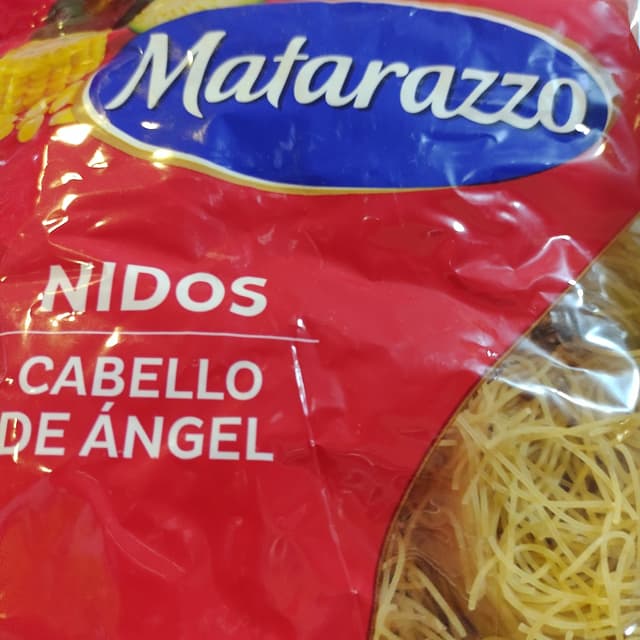 Matarazzo
NIDOS
CABELLO
DE ÁNGEL